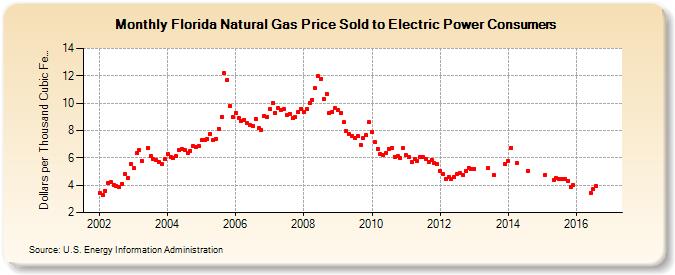 Monthly Florida Natural Gas Price Sold to Electric Power Consumers
Dollars per Thousand Cubic Fe...
14
12
10
8
6
4
2
2002 2004 2006 2008 2010 2012 2014 2016
Source: U.S. Energy Information Administration